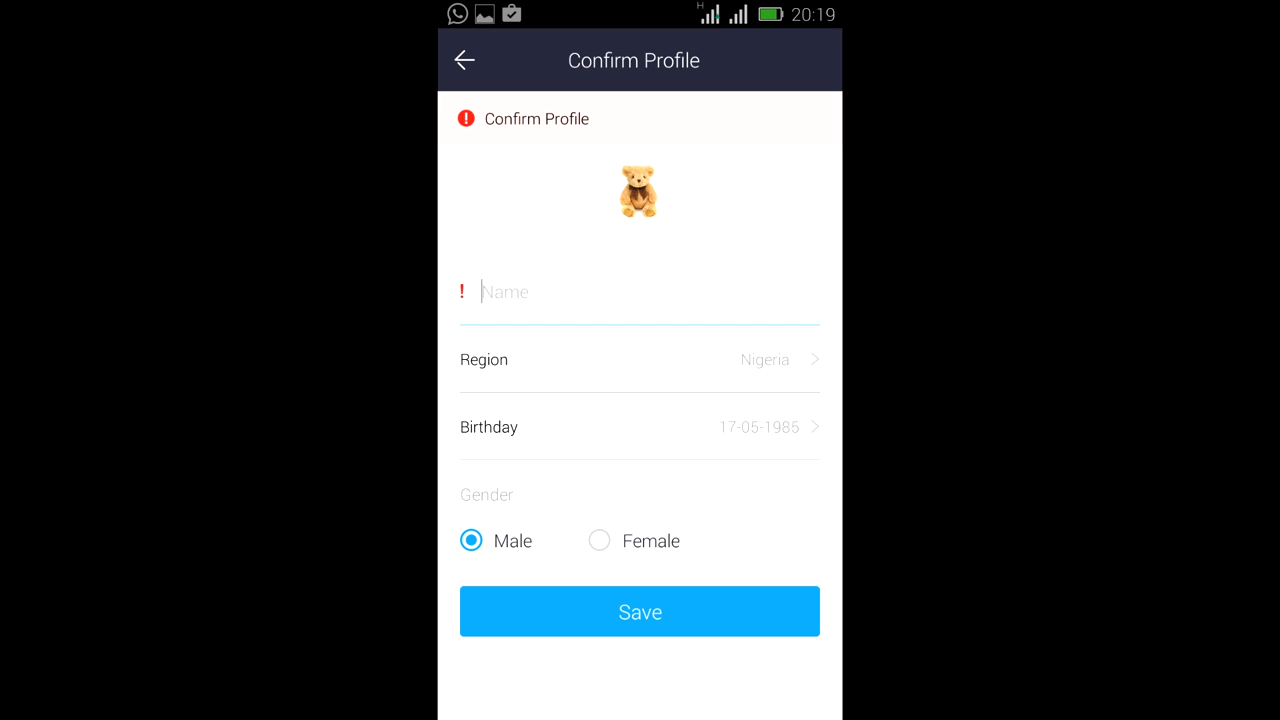 H 20:19
Confirm Profile
! Confirm Profile
! Name
Region Nigeria
Birthday 17-05-1985
Gender
Male Female
Save